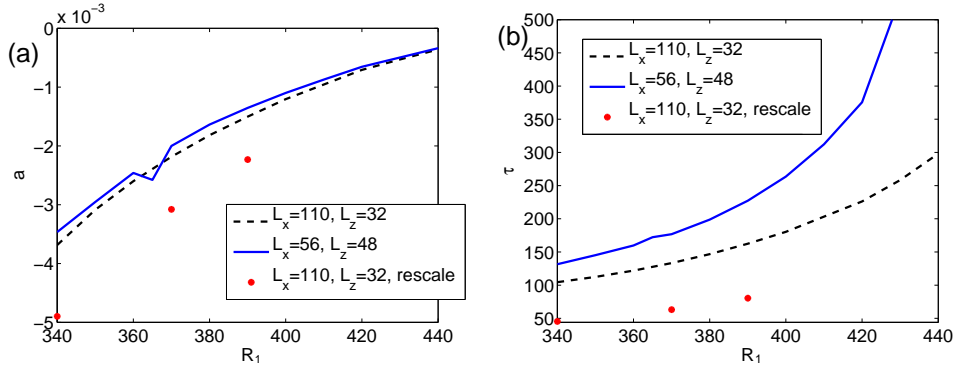 x 10⁻³
(a)
0
−1
−2
−3
−4
−5
a
340 360 380 400 420 440
R₁
L_x=110, L_z=32
L_x=56, L_z=48
L_x=110, L_z=32, rescale
(b)
500
450
400
350
300
250
200
150
100
50
τ
340 360 380 400 420 440
R₁
L_x=110, L_z=32
L_x=56, L_z=48
L_x=110, L_z=32, rescale